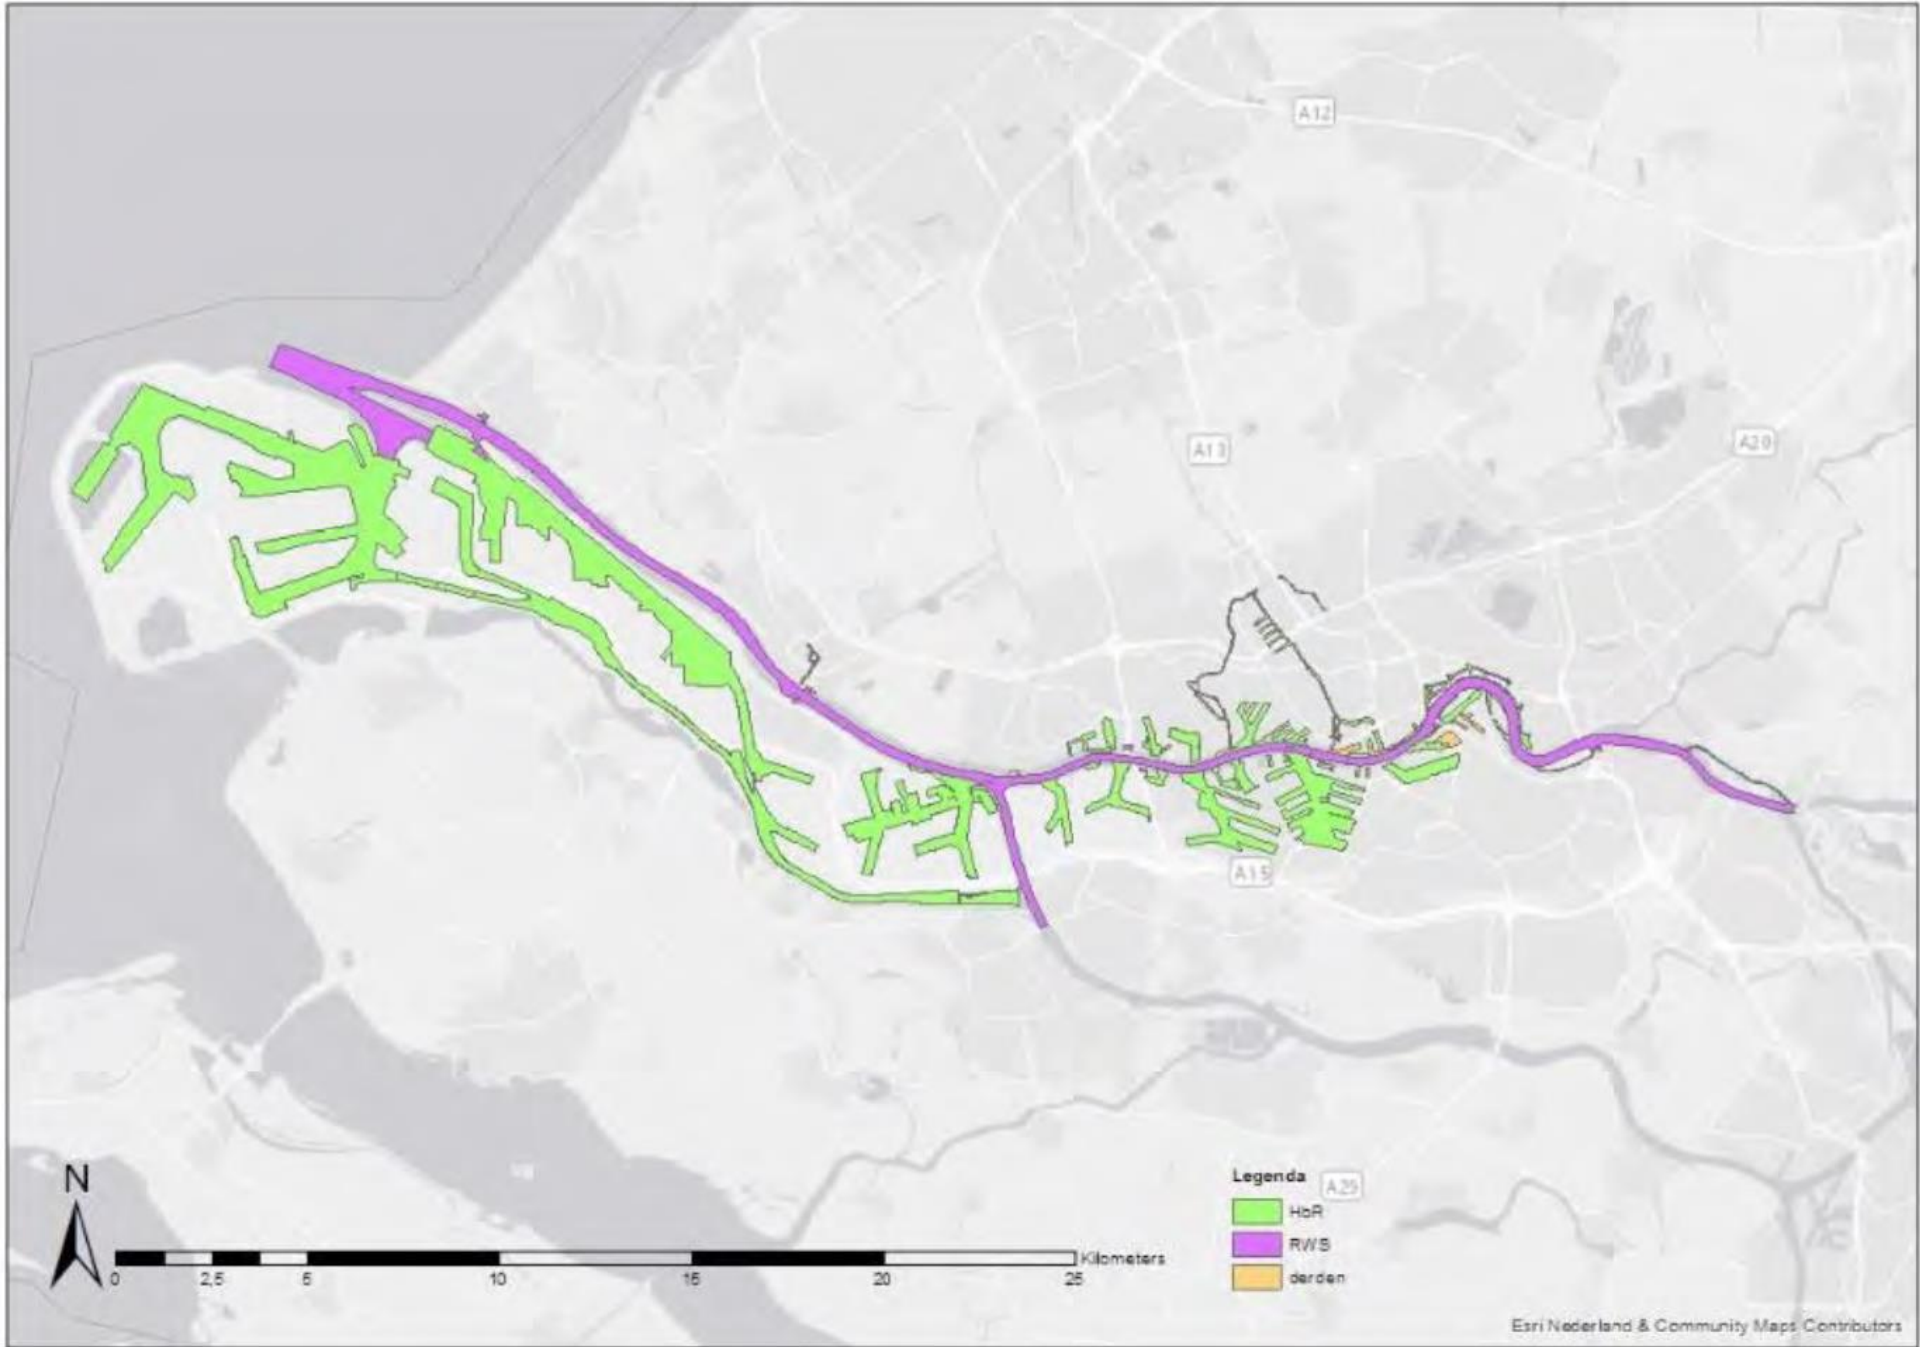 A12
A13
A20
A15
N
0 2,5 5 10 15 20 25 Kilometers
Legenda
A29
HbR
RWS
derden
Esri Nederland & Community Maps Contributors